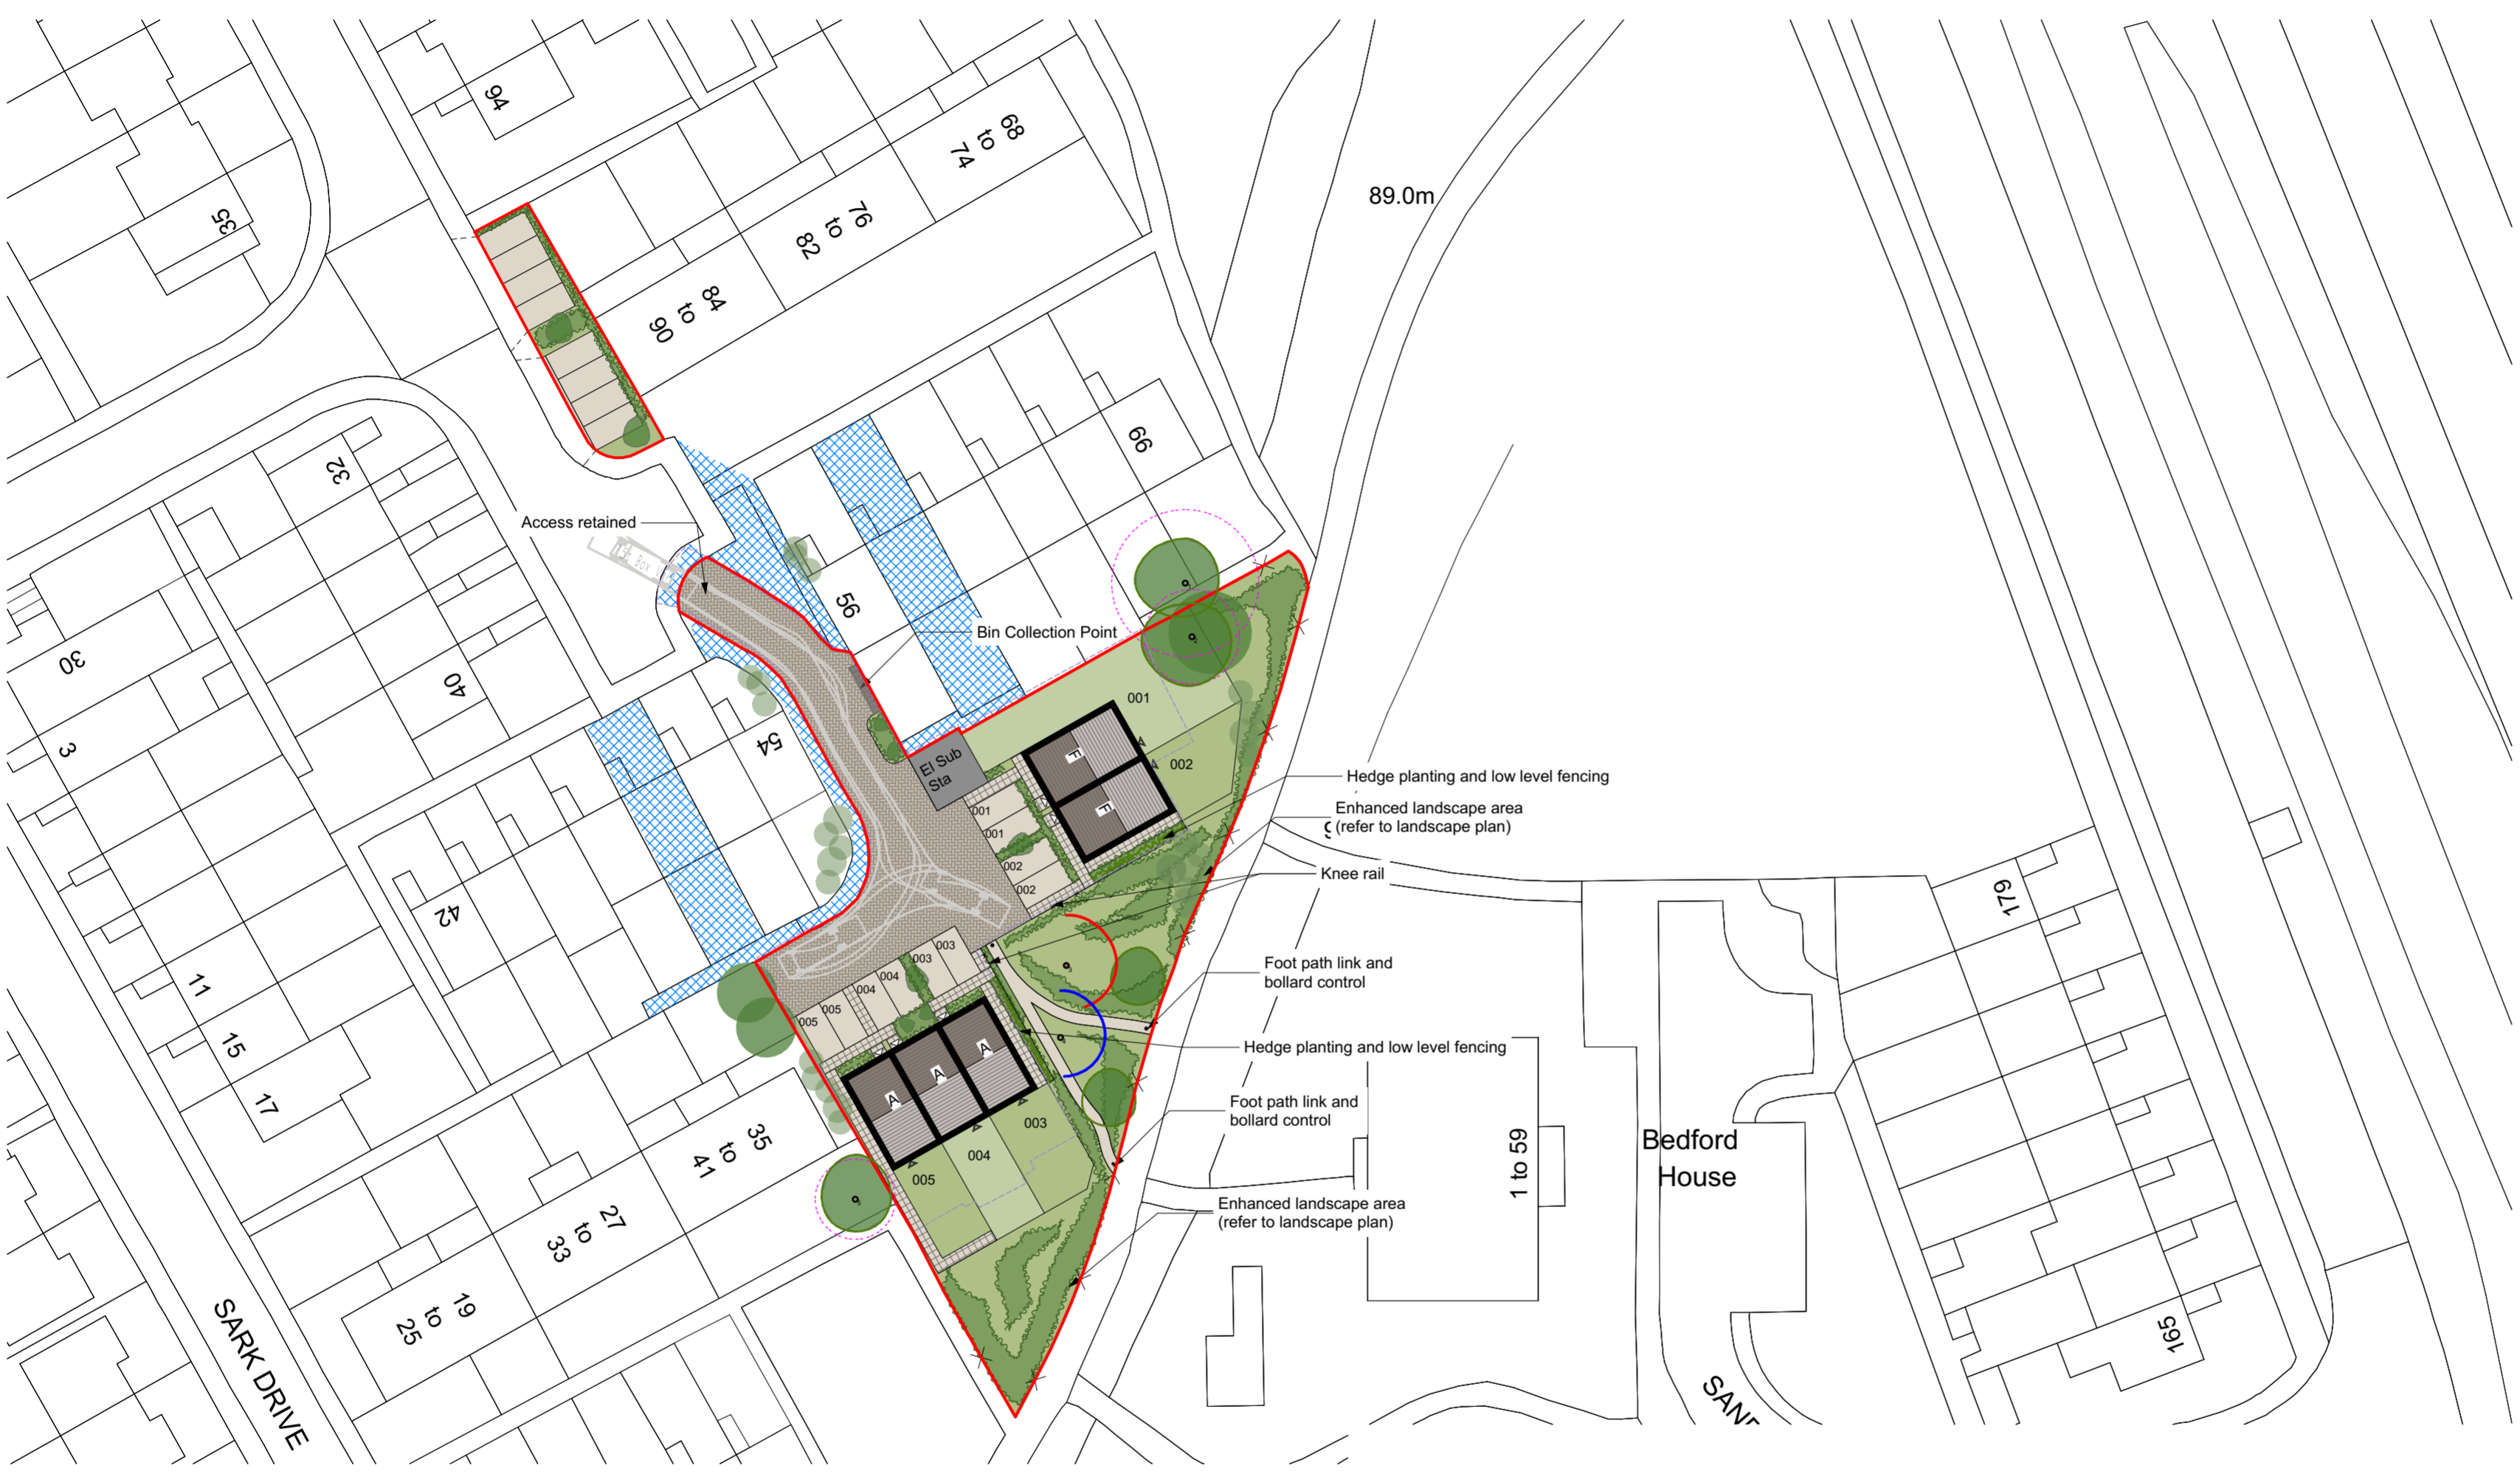 94
68
to
74
35
89.0m
76
to
82
84
to
90
32
66
Access retained
56
Bin Collection Point
30
40
001
54
3
El Sub
Sta
F
002
Hedge planting and low level fencing
Enhanced landscape area
(refer to landscape plan)
F
001
001
002
002
Knee rail
42
179
003
003
004
004
005
005
Foot path link and
bollard control
11
15
17
A
A
A
Hedge planting and low level fencing
003
004
005
Foot path link and
bollard control
35
to
41
1 to 59
Bedford
House
Enhanced landscape area
(refer to landscape plan)
27
to
33
19
to
25
165
SARK DRIVE